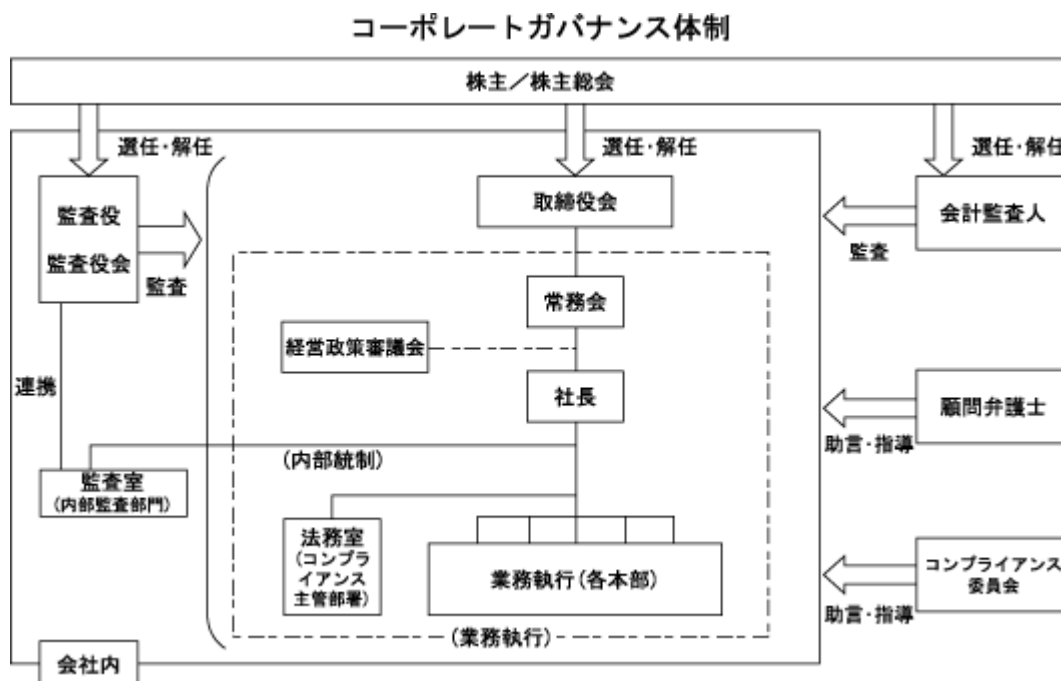 コーポレートガバナンス体制
株主／株主総会
選任・解任
選任・解任
選任・解任
監査役
監査役会
監査
取締役会
会計監査人
監査
常務会
経営政策審議会
社長
連携
顧問弁護士
助言・指導
(内部統制)
監査室
(内部監査部門)
法務室
(コンプラ
イアンス
主管部署)
業務執行(各本部)
コンプライアンス
委員会
助言・指導
(業務執行)
会社内